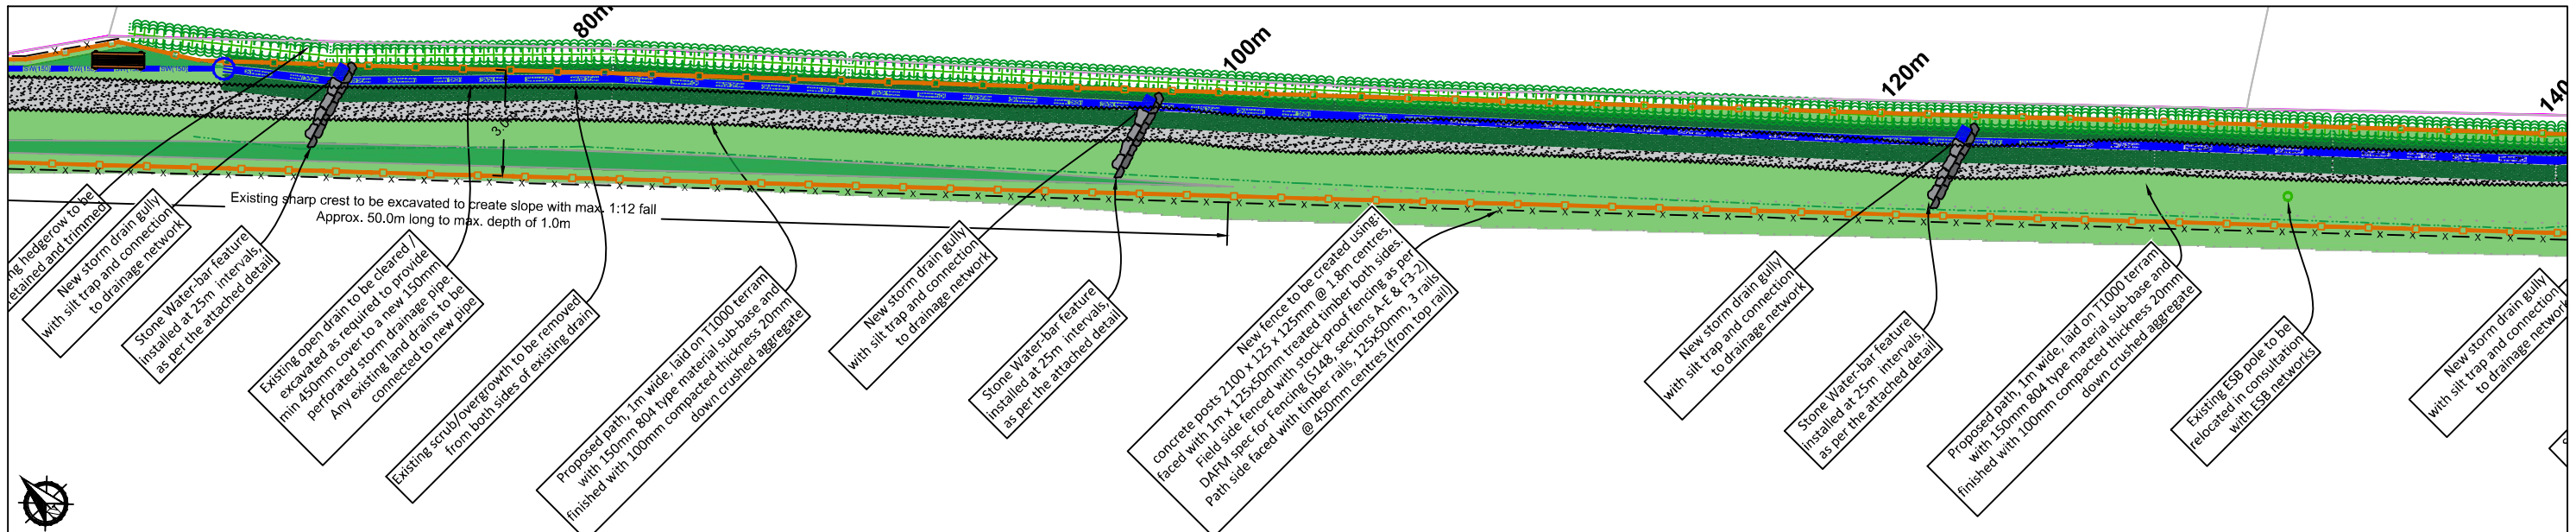 80m
100m
120m
140
3.0
Existing sharp crest to be excavated to create slope with max. 1:12 fall
Approx. 50.0m long to max. depth of 1.0m
hedgerow to be
retained and trimmed
New storm drain gully
with silt trap and connection
to drainage network
Stone Water-bar feature
installed at 25m intervals,
as per the attached detail
Existing open drain to be cleared /
excavated as required to provide
min 450mm cover to a new 150mm
perforated storm drainage pipe.
Any existing land drains to be
connected to new pipe
Existing scrub/overgrowth to be removed
from both sides of existing drain
Proposed path, 1m wide, laid on T1000 terram
with 150mm 804 type material sub-base and
finished with 100mm compacted thickness 20mm
down crushed aggregate
New storm drain gully
with silt trap and connection
to drainage network
Stone Water-bar feature
installed at 25m intervals,
as per the attached detail
New fence to be created using:
concrete posts 2100 x 125 x 125mm @ 1.8m centres,
faced with 1m x 125x50mm treated timber both sides.
Field side fenced with stock-proof fencing as per
DAFM spec for fencing (S148, sections A-E & F3-2)
Path side faced with timber rails, 125x50mm, 3 rails
@ 450mm centres (from top rail)
New storm drain gully
with silt trap and connection
to drainage network
Stone Water-bar feature
installed at 25m intervals,
as per the attached detail
Proposed path, 1m wide, laid on T1000 terram
with 150mm 804 type material sub-base and
finished with 100mm compacted thickness 20mm
down crushed aggregate
Existing ESB pole to be
relocated in consultation
with ESB networks
New storm drain gully
with silt trap and connection
to drainage network